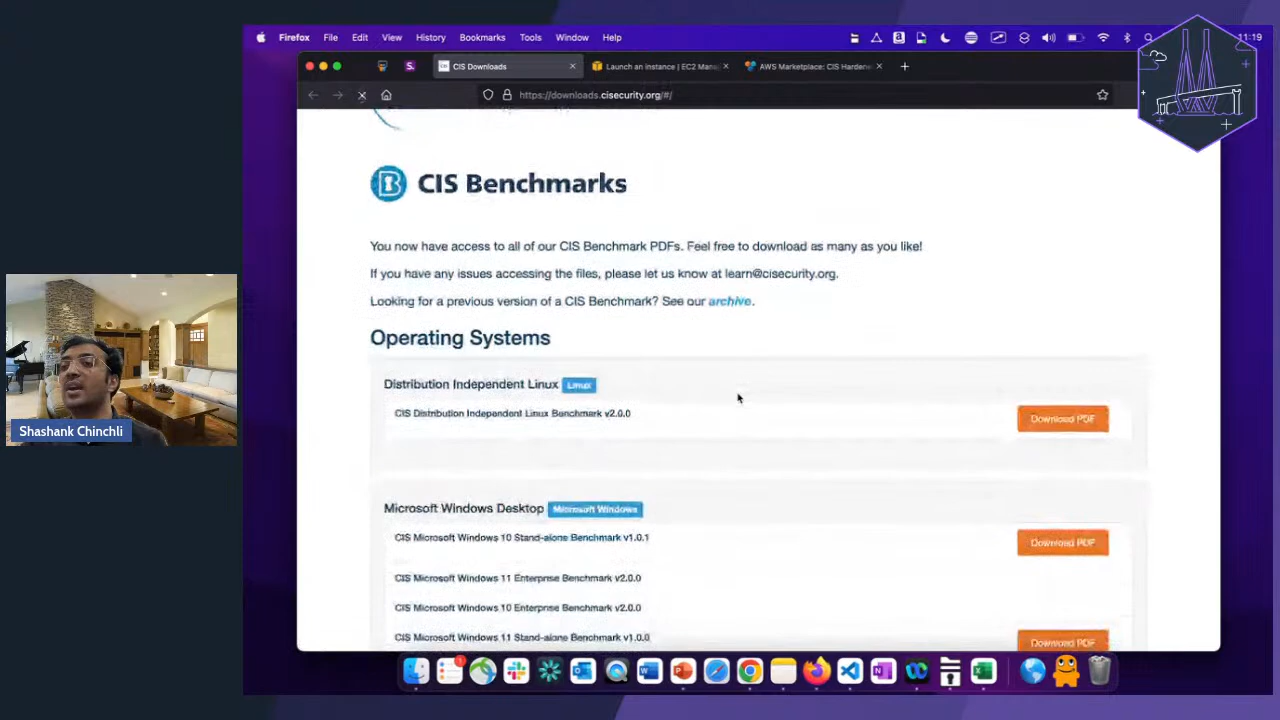 Firefox File Edit View History Bookmarks Tools Window Help
11:19
CIS Downloads
Launch an instance | EC2 Mana
AWS Marketplace: CIS Hardene
https://downloads.cisecurity.org/#/
CIS Benchmarks
You now have access to all of our CIS Benchmark PDFs. Feel free to download as many as you like!
If you have any issues accessing the files, please let us know at learn@cisecurity.org.
Looking for a previous version of a CIS Benchmark? See our archive.
Operating Systems
Distribution Independent Linux Linux
CIS Distribution Independent Linux Benchmark v2.0.0
Download PDF
Microsoft Windows Desktop Microsoft Windows
CIS Microsoft Windows 10 Stand-alone Benchmark v1.0.1
Download PDF
CIS Microsoft Windows 11 Enterprise Benchmark v2.0.0
CIS Microsoft Windows 10 Enterprise Benchmark v2.0.0
CIS Microsoft Windows 11 Stand-alone Benchmark v1.0.0
Download PDF
Shashank Chinchli